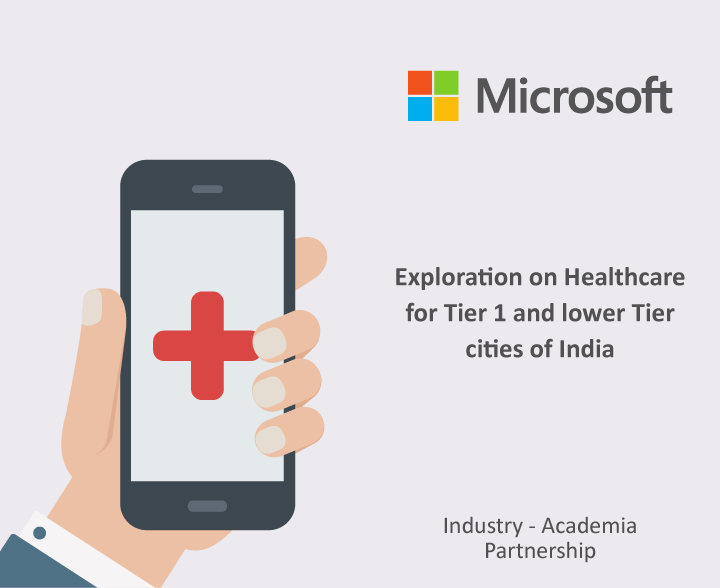 Microsoft
Exploration on Healthcare
for Tier 1 and lower Tier
cities of India
Industry - Academia
Partnership